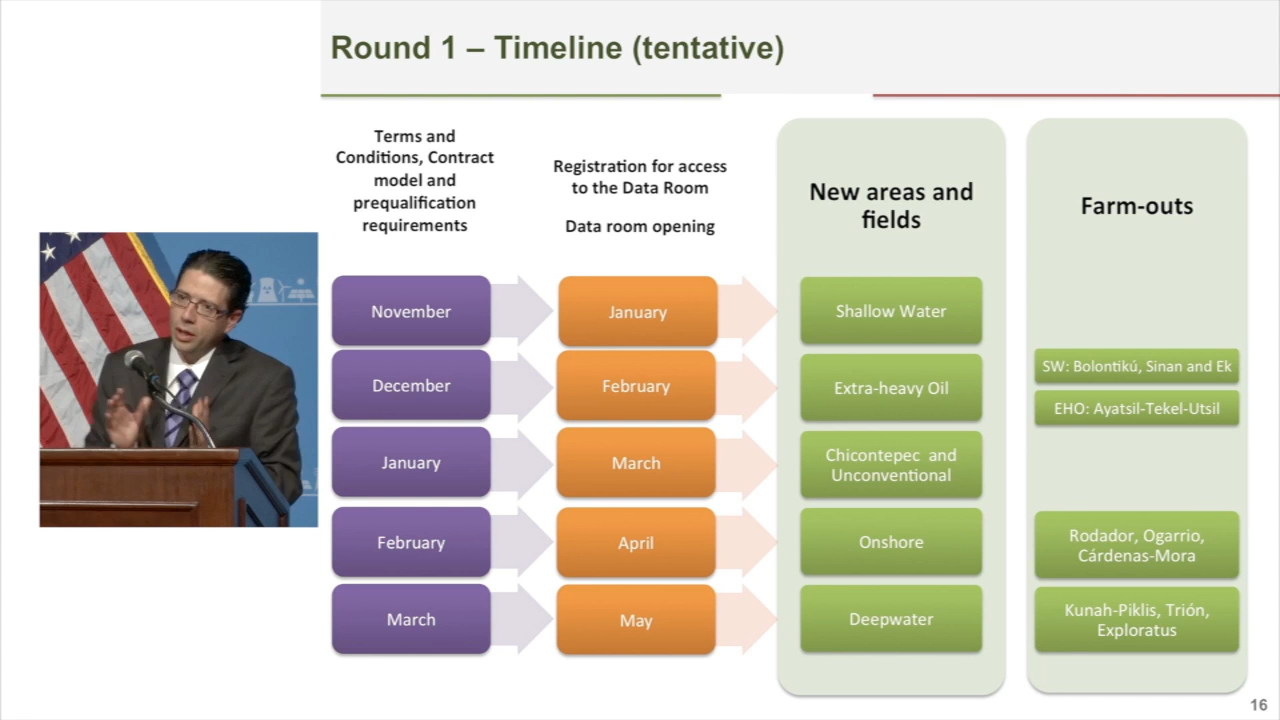 Round 1 – Timeline (tentative)
Terms and
Conditions, Contract
model and
prequalification
requirements
Registration for access
to the Data Room
Data room opening
New areas and
fields
Farm-outs
November
January
Shallow Water
December
February
Extra-heavy Oil
SW: Bolontikú, Sinan and Ek
EHO: Ayatsil-Tekel-Utsil
January
March
Chicontepec and
Unconventional
February
April
Onshore
Rodador, Ogarrio,
Cárdenas-Mora
March
May
Deepwater
Kunah-Piklis, Trión,
Exploratus
16